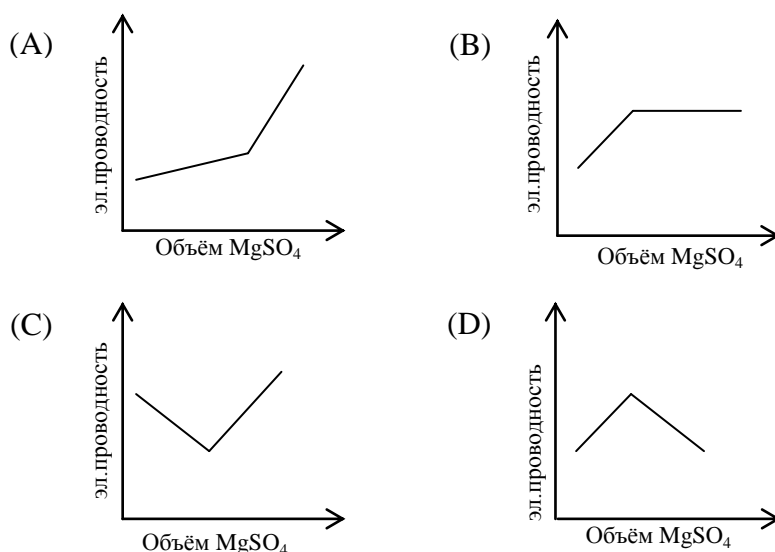 (A)
эл.проводность
Объём MgSO₄
(B)
эл.проводность
Объём MgSO₄
(C)
эл.проводность
Объём MgSO₄
(D)
эл.проводность
Объём MgSO₄